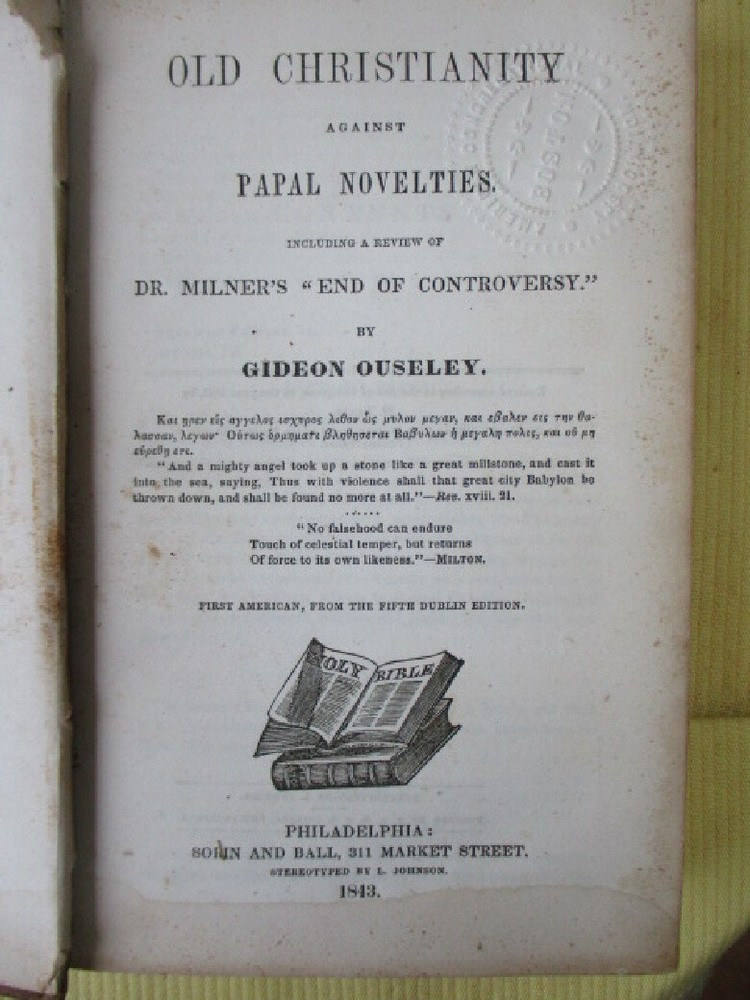 OLD CHRISTIANITY
AGAINST
PAPAL NOVELTIES.
INCLUDING A REVIEW OF
DR. MILNER'S "END OF CONTROVERSY."
BY
GIDEON OUSELEY.
Και ηρεν εἱς αγγελος ισχυρος λιθον ὡς μυλον μεγαν, και εβαλεν εις την θα-
λασσαν, λεγων· Οὑτως ὁρμηματι βληθησεται Βαβυλων ἡ μεγαλη πολις, και οὐ μη
εὑρεθῃ ετι.
"And a mighty angel took up a stone like a great millstone, and cast it
into the sea, saying, Thus with violence shall that great city Babylon be
thrown down, and shall be found no more at all."—Rev. xviii. 21.
"No falsehood can endure
Touch of celestial temper, but returns
Of force to its own likeness."—MILTON.
FIRST AMERICAN, FROM THE FIFTH DUBLIN EDITION.
HOLY BIBLE
PHILADELPHIA:
SORIN AND BALL, 311 MARKET STREET.
STEREOTYPED BY L. JOHNSON.
1843.
BOSTON